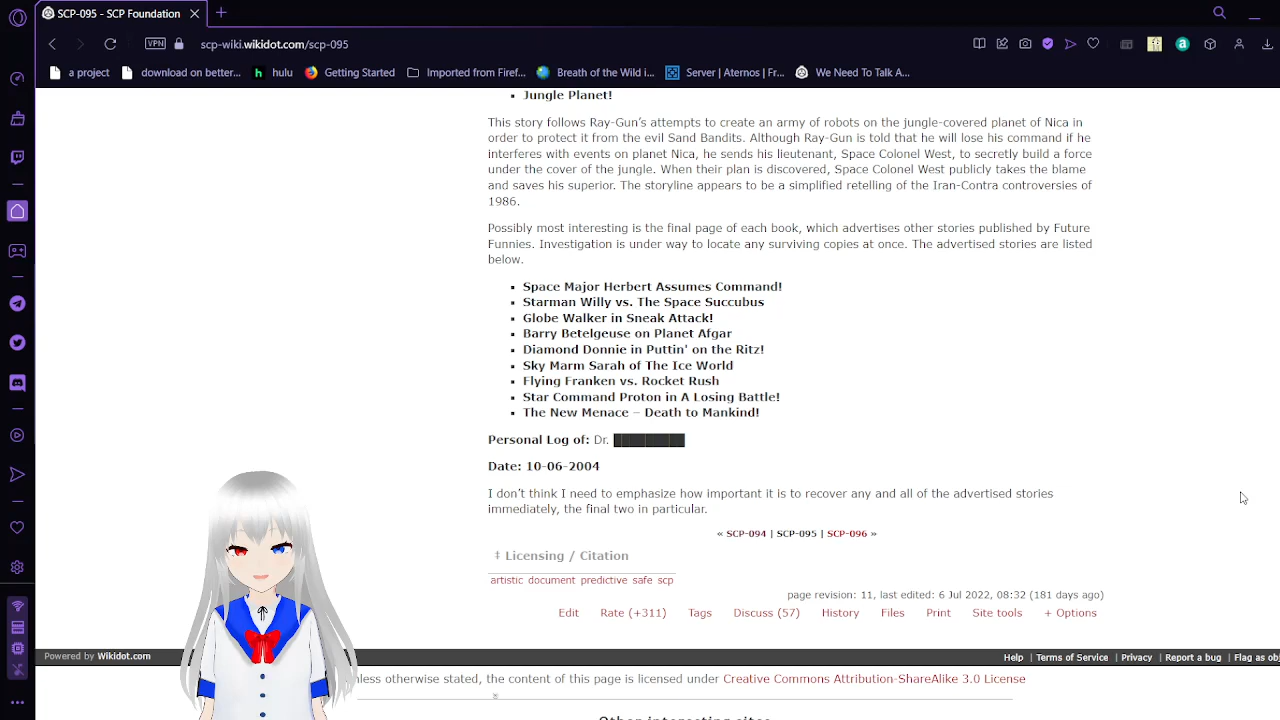 SCP-095 - SCP Foundation
VPN
scp-wiki.wikidot.com/scp-095
a project
download on better...
hulu
Getting Started
Imported from Firef...
Breath of the Wild i...
Server | Aternos | Fr...
We Need To Talk A...
Jungle Planet!
This story follows Ray-Gun's attempts to create an army of robots on the jungle-covered planet of Nica in
order to protect it from the evil Sand Bandits. Although Ray-Gun is told that he will lose his command if he
interferes with events on planet Nica, he sends his lieutenant, Space Colonel West, to secretly build a force
under the cover of the jungle. When their plan is discovered, Space Colonel West publicly takes the blame
and saves his superior. The storyline appears to be a simplified retelling of the Iran-Contra controversies of
1986.
Possibly most interesting is the final page of each book, which advertises other stories published by Future
Funnies. Investigation is under way to locate any surviving copies at once. The advertised stories are listed
below.
Space Major Herbert Assumes Command!
Starman Willy vs. The Space Succubus
Globe Walker in Sneak Attack!
Barry Betelgeuse on Planet Afgar
Diamond Donnie in Puttin' on the Ritz!
Sky Marm Sarah of The Ice World
Flying Franken vs. Rocket Rush
Star Command Proton in A Losing Battle!
The New Menace – Death to Mankind!
Personal Log of: Dr. █████████
Date: 10-06-2004
I don't think I need to emphasize how important it is to recover any and all of the advertised stories
immediately, the final two in particular.
« SCP-094 | SCP-095 | SCP-096 »
‡ Licensing / Citation
artistic document predictive safe scp
page revision: 11, last edited: 6 Jul 2022, 08:32 (181 days ago)
Edit Rate (+311) Tags Discuss (57) History Files Print Site tools + Options
Powered by Wikidot.com
Help | Terms of Service | Privacy | Report a bug | Flag as obj
nless otherwise stated, the content of this page is licensed under Creative Commons Attribution-ShareAlike 3.0 License
Other interesting sites